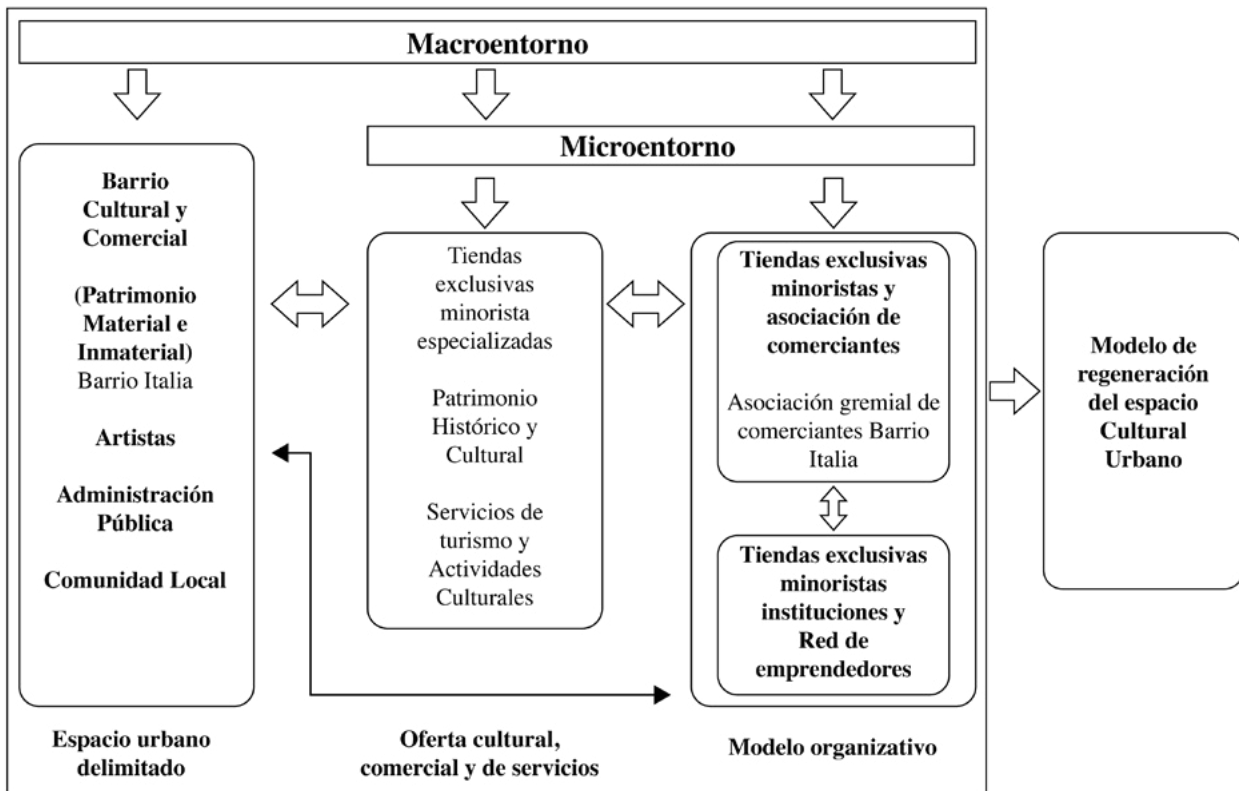 Macroentorno
Microentorno
Barrio
Cultural y
Comercial
(Patrimonio
Material e
Inmaterial)
Barrio Italia
Artistas
Administración
Pública
Comunidad Local
Espacio urbano
delimitado
Tiendas
exclusivas
minorista
especializadas
Patrimonio
Histórico y
Cultural
Servicios de
turismo y
Actividades
Culturales
Oferta cultural,
comercial y de servicios
Tiendas exclusivas
minoristas y
asociación de
comerciantes
Asociación gremial de
comerciantes Barrio
Italia
Tiendas exclusivas
minoristas
instituciones y
Red de
emprendedores
Modelo organizativo
Modelo de
regeneración
del espacio
Cultural
Urbano